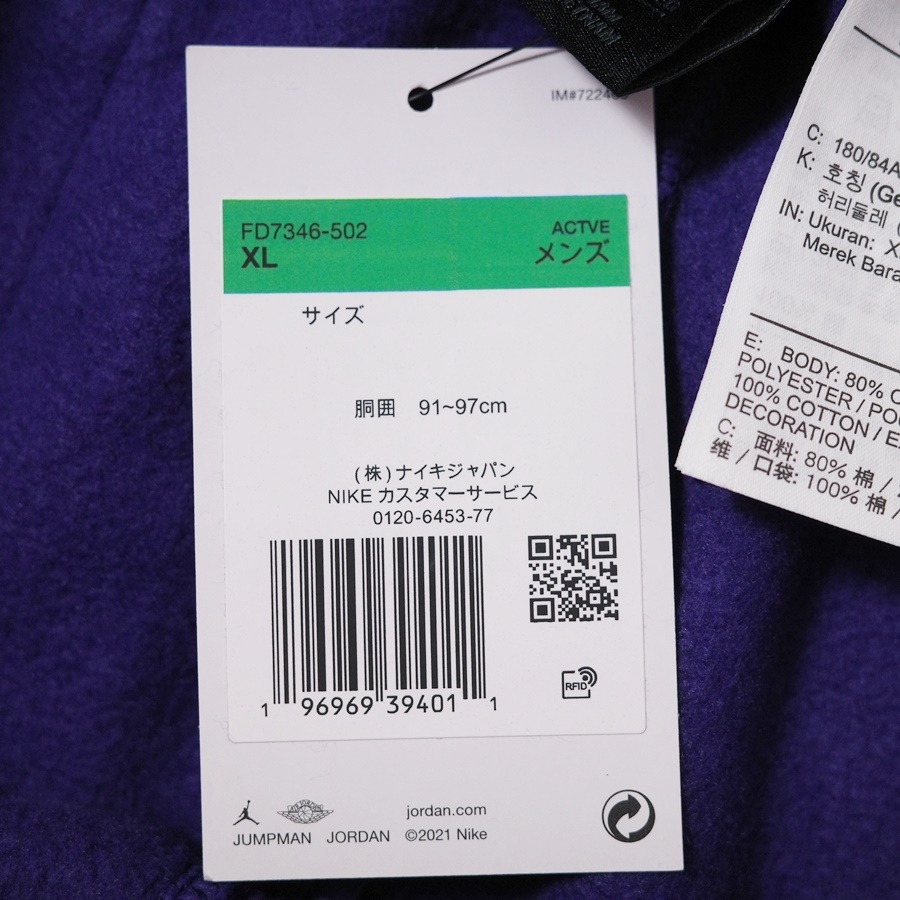 IM#722
FD7346-502
XL
ACTVE
メンズ
サイズ
胴囲 91~97cm
(株)ナイキジャパン
NIKE カスタマーサービス
0120-6453-77
1 96969 39401 1
RFID
jordan.com
JUMPMAN JORDAN ©2021 Nike
C: 180/84A
K: 호칭 (Ge
허리둘레 (
IN: Ukuran: X
Merek Bara
E: BODY: 80% C
POLYESTER / PO
100% COTTON / E
DECORATION
C: 面料: 80% 棉 /
维 / 口袋: 100% 棉 /